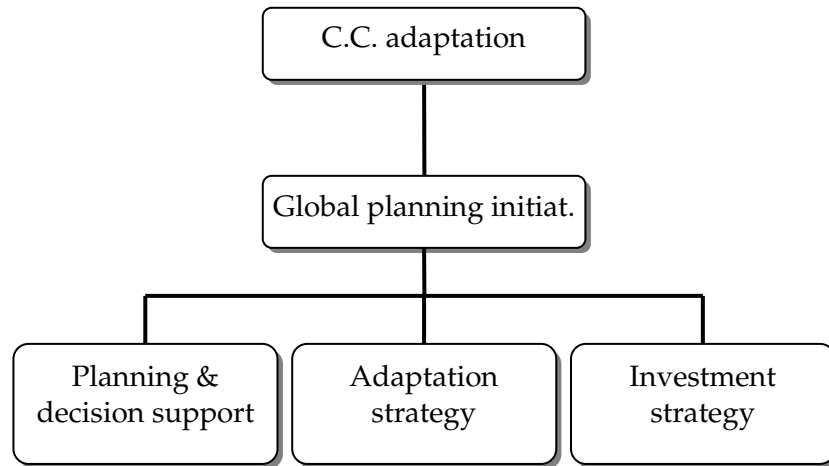 C.C. adaptation
Global planning initiat.
Planning &
decision support
Adaptation
strategy
Investment
strategy